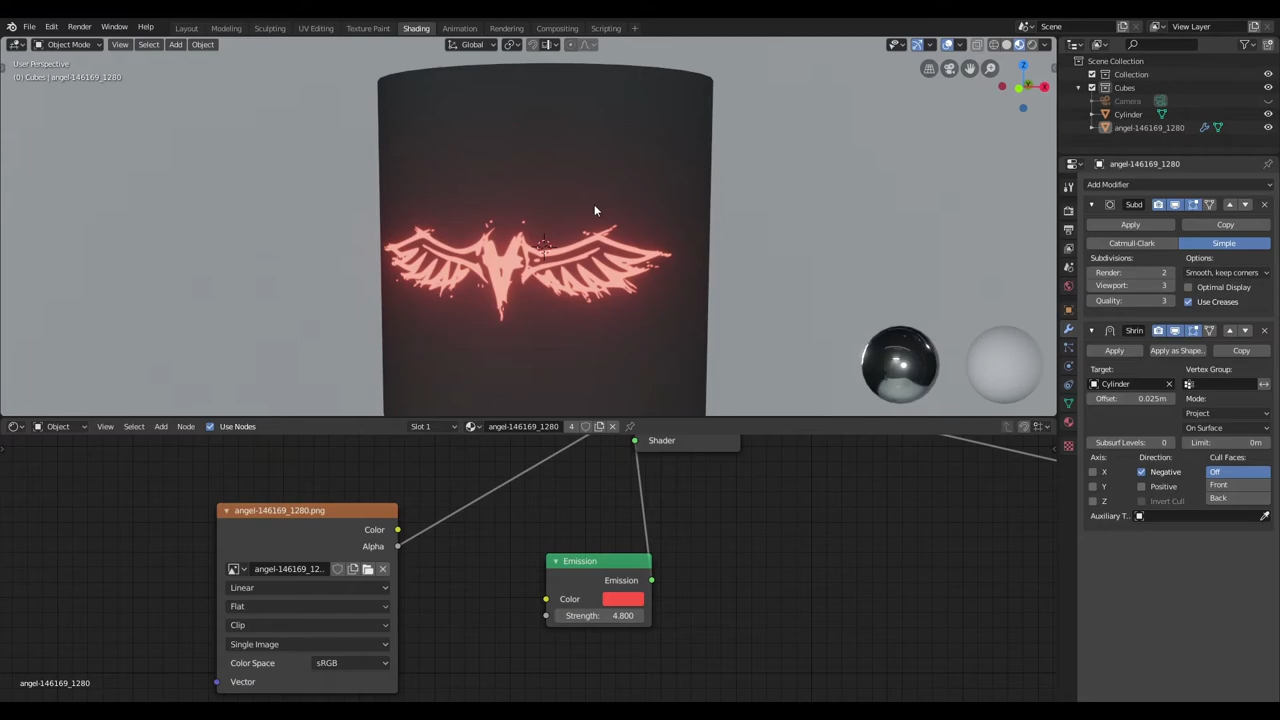 File Edit Render Window Help Layout Modeling Sculpting UV Editing Texture Paint Shading Animation Rendering Compositing Scripting + Scene View Layer
Object Mode View Select Add Object Global
User Perspective
(0) Cubes | angel-146169_1280
Scene Collection
Collection
Cubes
Camera
Cylinder
angel-146169_1280
angel-146169_1280
Add Modifier
Subd
Apply Copy
Catmull-Clark Simple
Subdivisions: Options:
Render: 2 Smooth, keep corners
Viewport: 3 Optimal Display
Quality: 3 Use Creases
Shrin
Apply Apply as Shape.. Copy
Target: Vertex Group:
Cylinder
Offset: 0.025m Mode:
Project
On Surface
Subsurf Levels: 0 Limit: 0m
Axis: Direction: Cull Faces:
X Negative Off
Y Positive Front
Z Invert Cul Back
Auxiliary T..
Object View Select Add Node Use Nodes Slot 1 angel-146169_1280 4
Shader
angel-146169_1280.png
Color
Alpha
angel-146169_12..
Linear
Flat
Clip
Single Image
Color Space sRGB
Vector
Emission
Emission
Color
Strength: 4.800
angel-146169_1280